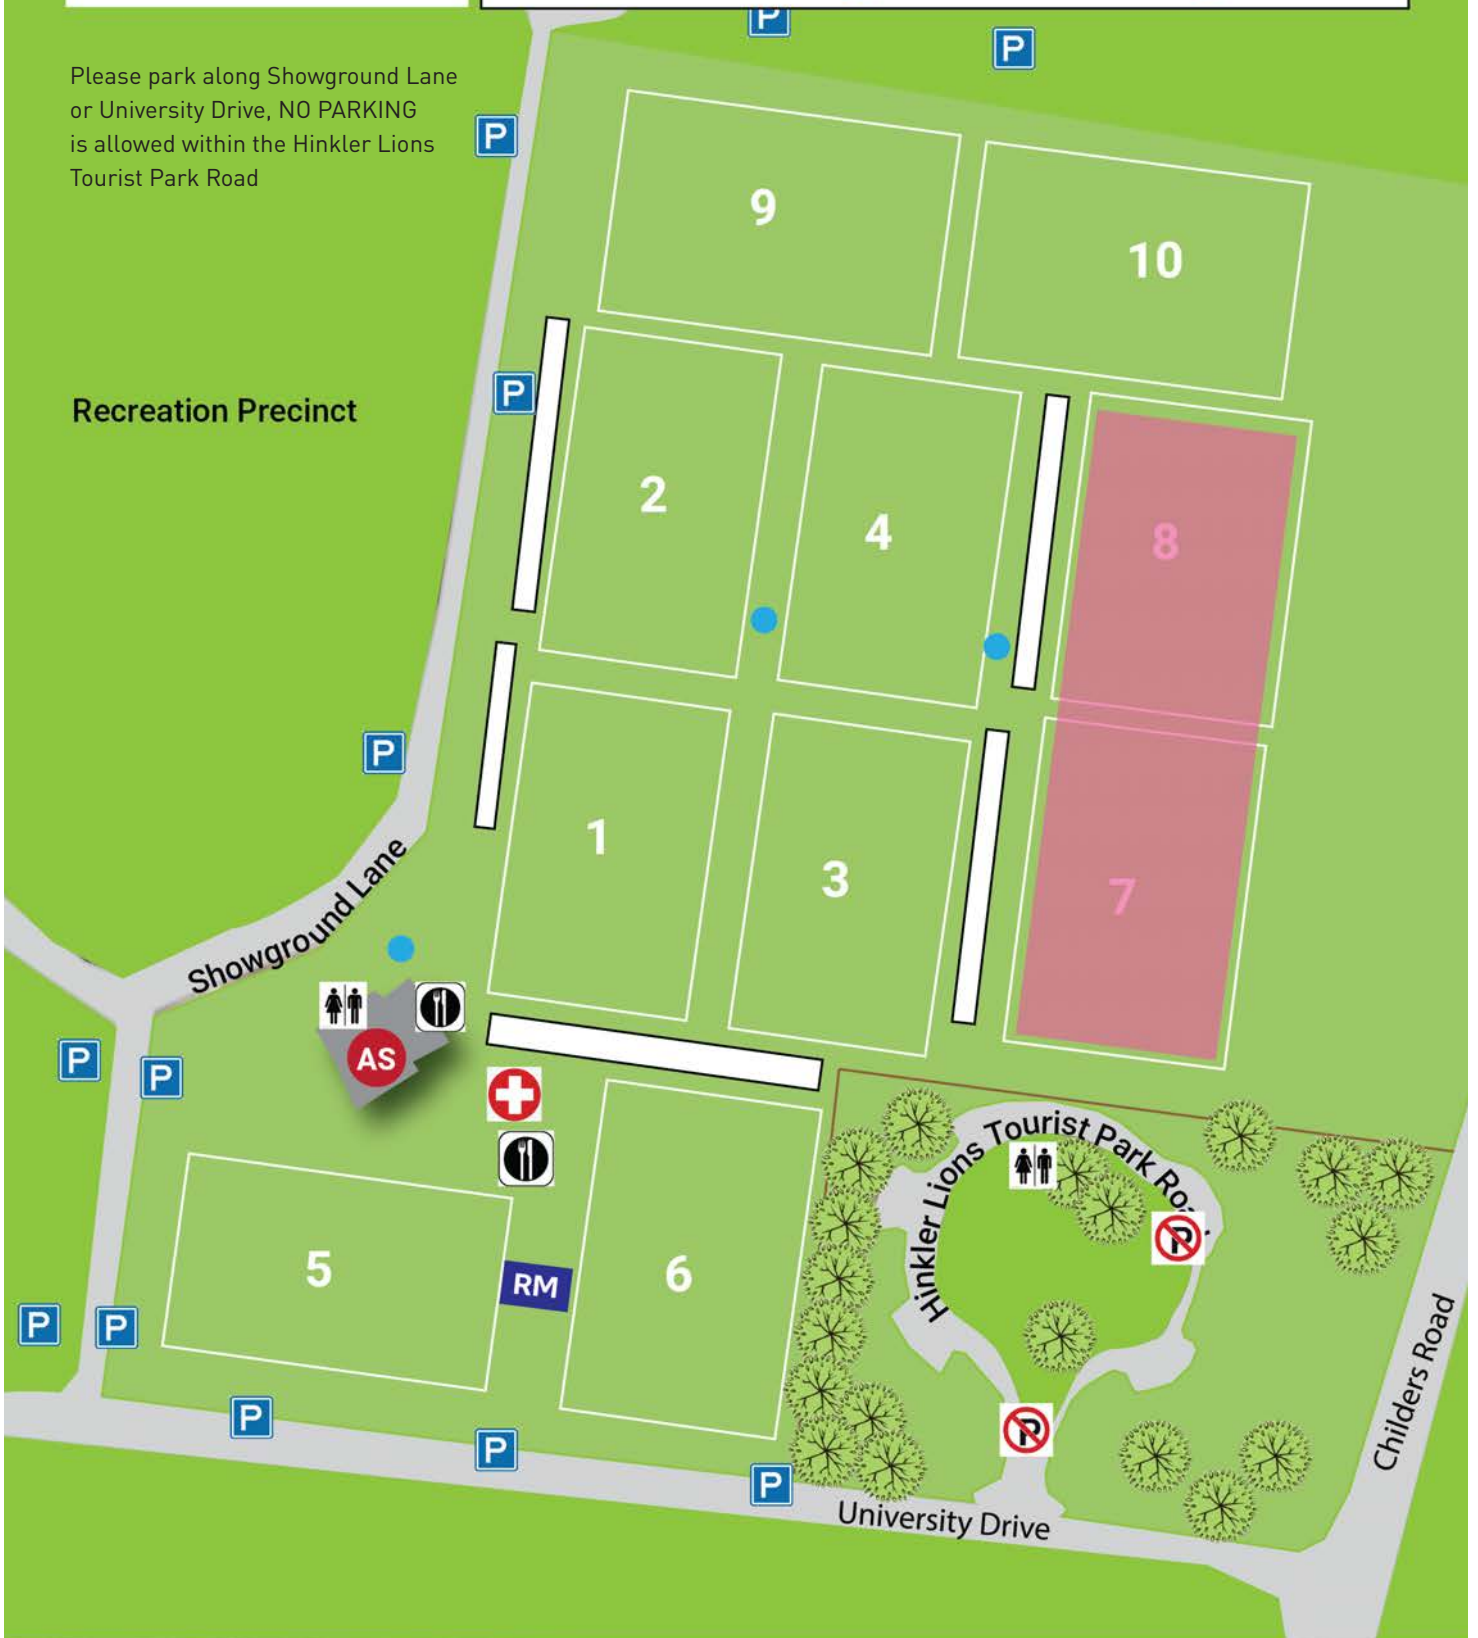 P
P
Please park along Showground Lane
or University Drive, NO PARKING
is allowed within the Hinkler Lions
Tourist Park Road
P
9
10
P
Recreation Precinct
2
4
8
P
1
3
7
Showground Lane
AS
P
P
Hinkler Lions Tourist Park Road
P
5
RM
6
P
P
P
P
P
P
University Drive
Childers Road